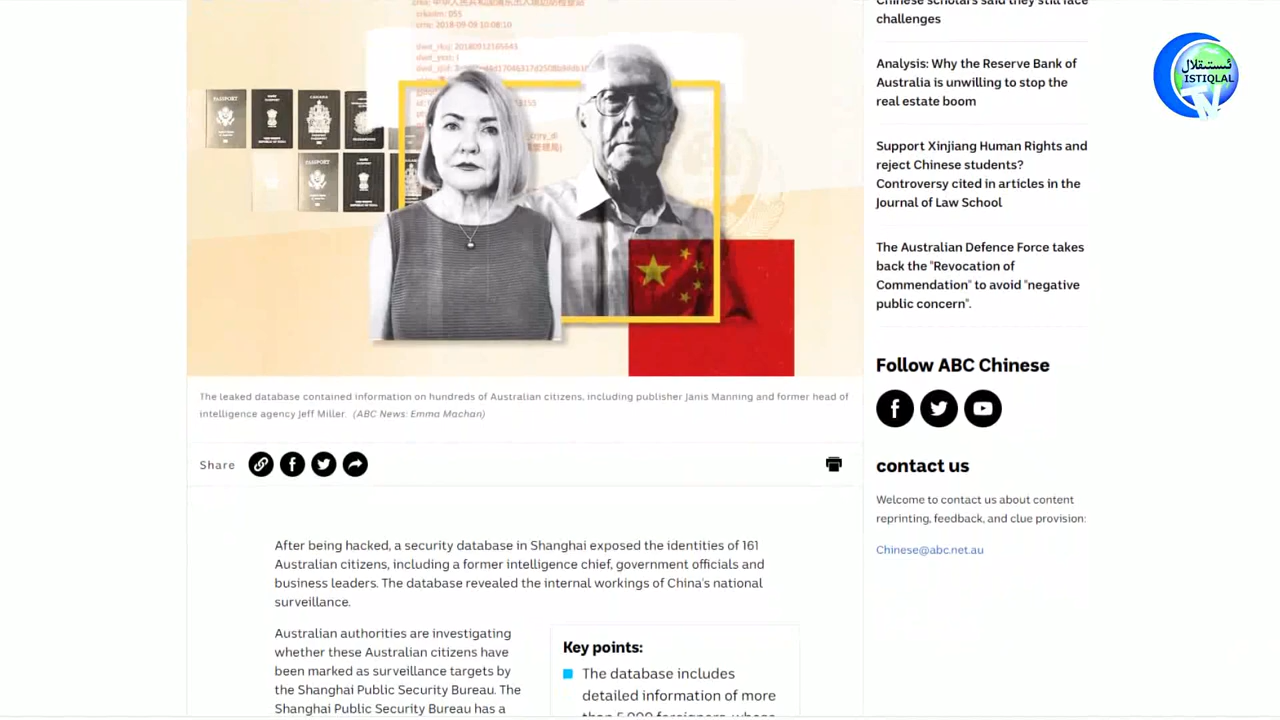 Chinese scholars said they still face
challenges
Analysis: Why the Reserve Bank of
Australia is unwilling to stop the
real estate boom
ئىستىقلال
ISTIQLAL
TV
Support Xinjiang Human Rights and
reject Chinese students?
Controversy cited in articles in the
Journal of Law School
The Australian Defence Force takes
back the "Revocation of
Commendation" to avoid "negative
public concern".
Follow ABC Chinese
contact us
Welcome to contact us about content
reprinting, feedback, and clue provision:
Chinese@abc.net.au
PASSPORT
PASSPORT
CANADA
PASSPORT
PASSPORT
The leaked database contained information on hundreds of Australian citizens, including publisher Janis Manning and former head of
intelligence agency Jeff Miller. (ABC News: Emma Machan)
Share
After being hacked, a security database in Shanghai exposed the identities of 161
Australian citizens, including a former intelligence chief, government officials and
business leaders. The database revealed the internal workings of China's national
surveillance.
Australian authorities are investigating
whether these Australian citizens have
been marked as surveillance targets by
the Shanghai Public Security Bureau. The
Shanghai Public Security Bureau has a
Key points:
The database includes
detailed information of more
than 5,000 foreigners, whose